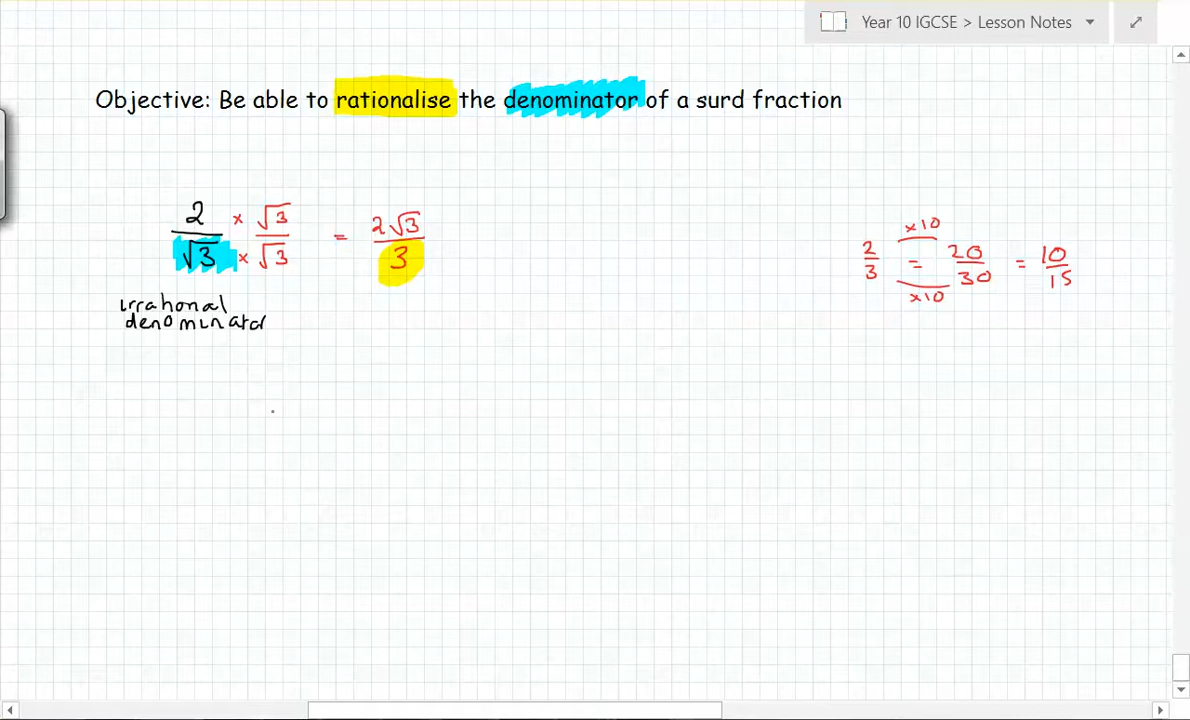 Year 10 IGCSE > Lesson Notes
Objective: Be able to rationalise the denominator of a surd fraction
2/√3 × √3/× √3 = 2√3/3
irrational
denominator
×10
2/3 = 20/30 = 10/15
×10